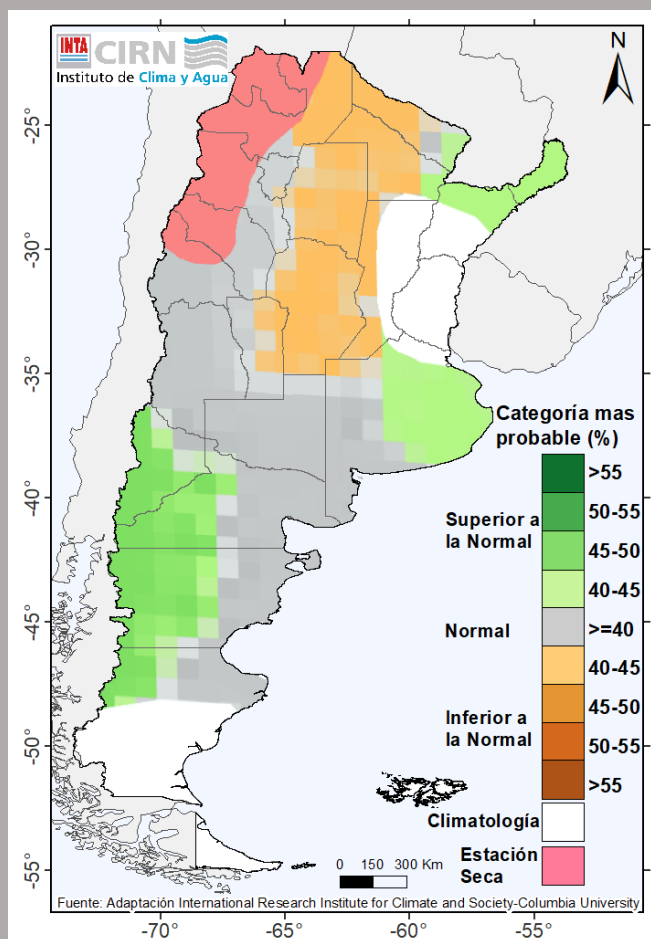 INTA CIRN
Instituto de Clima y Agua
N
-25°
-30°
-35°
-40°
-45°
-50°
-55°
Categoría mas
probable (%)
>55
50-55
Superior a
la Normal
45-50
40-45
Normal
>=40
40-45
45-50
Inferior a
la Normal
50-55
>55
Climatología
Estación
Seca
0 150 300 Km
Fuente: Adaptación International Research Institute for Climate and Society-Columbia University
-70° -65° -60° -55°